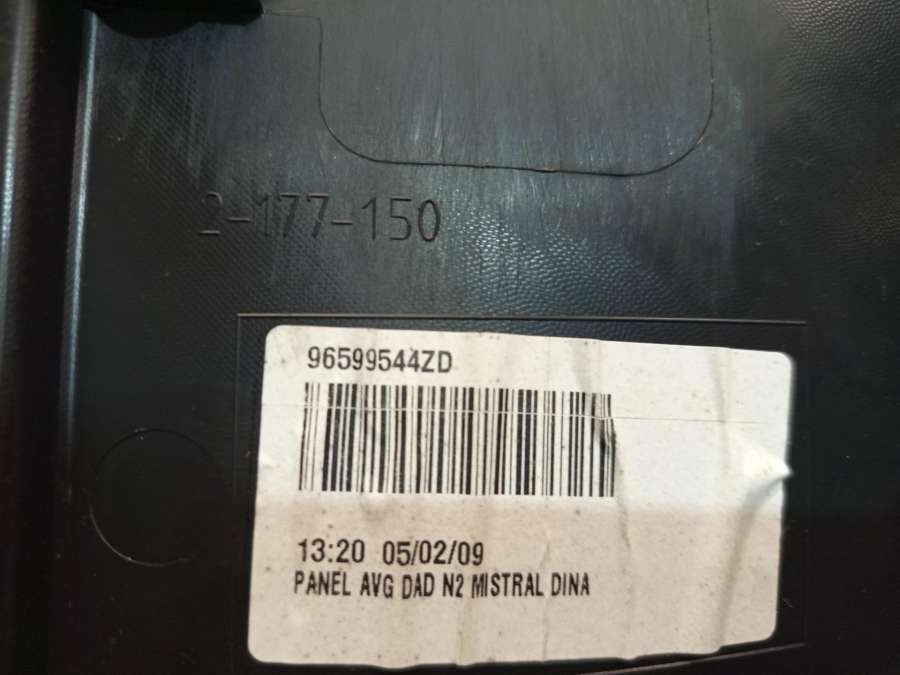 2-177-150
96599544ZD
13:20 05/02/09
PANEL AVG DAD N2 MISTRAL DINA